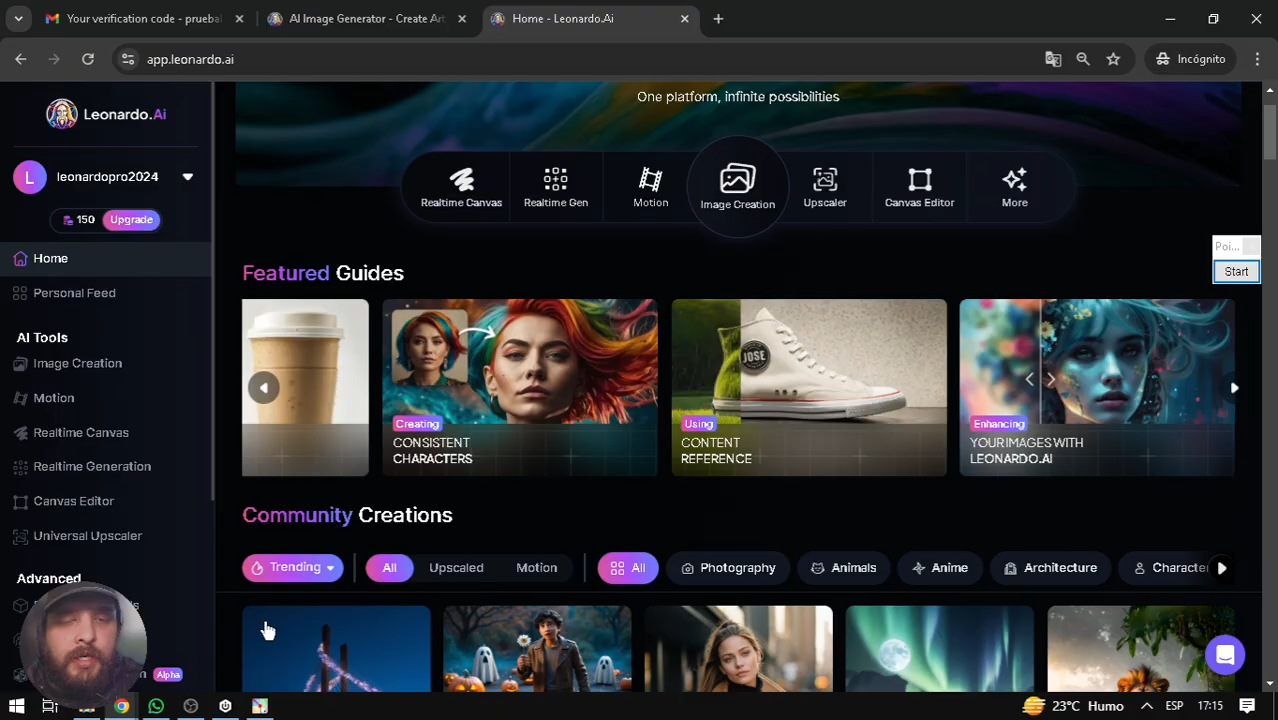 Your verification code - prueba
AI Image Generator - Create Art
Home - Leonardo.Ai
app.leonardo.ai
Incógnito
Leonardo.Ai
One platform, infinite possibilities
L
leonardopro2024
150
Upgrade
Realtime Canvas
Realtime Gen
Motion
Image Creation
Upscaler
Canvas Editor
More
Home
Personal Feed
Poi...
Start
Featured Guides
AI Tools
Image Creation
Motion
Realtime Canvas
Realtime Generation
Canvas Editor
Universal Upscaler
JOSE
Creating
CONSISTENT
CHARACTERS
Using
CONTENT
REFERENCE
Enhancing
YOUR IMAGES WITH
LEONARDO.AI
Community Creations
Trending
All
Upscaled
Motion
All
Photography
Animals
Anime
Architecture
Character
Advanced
Alpha
23°C Humo
ESP
17:15